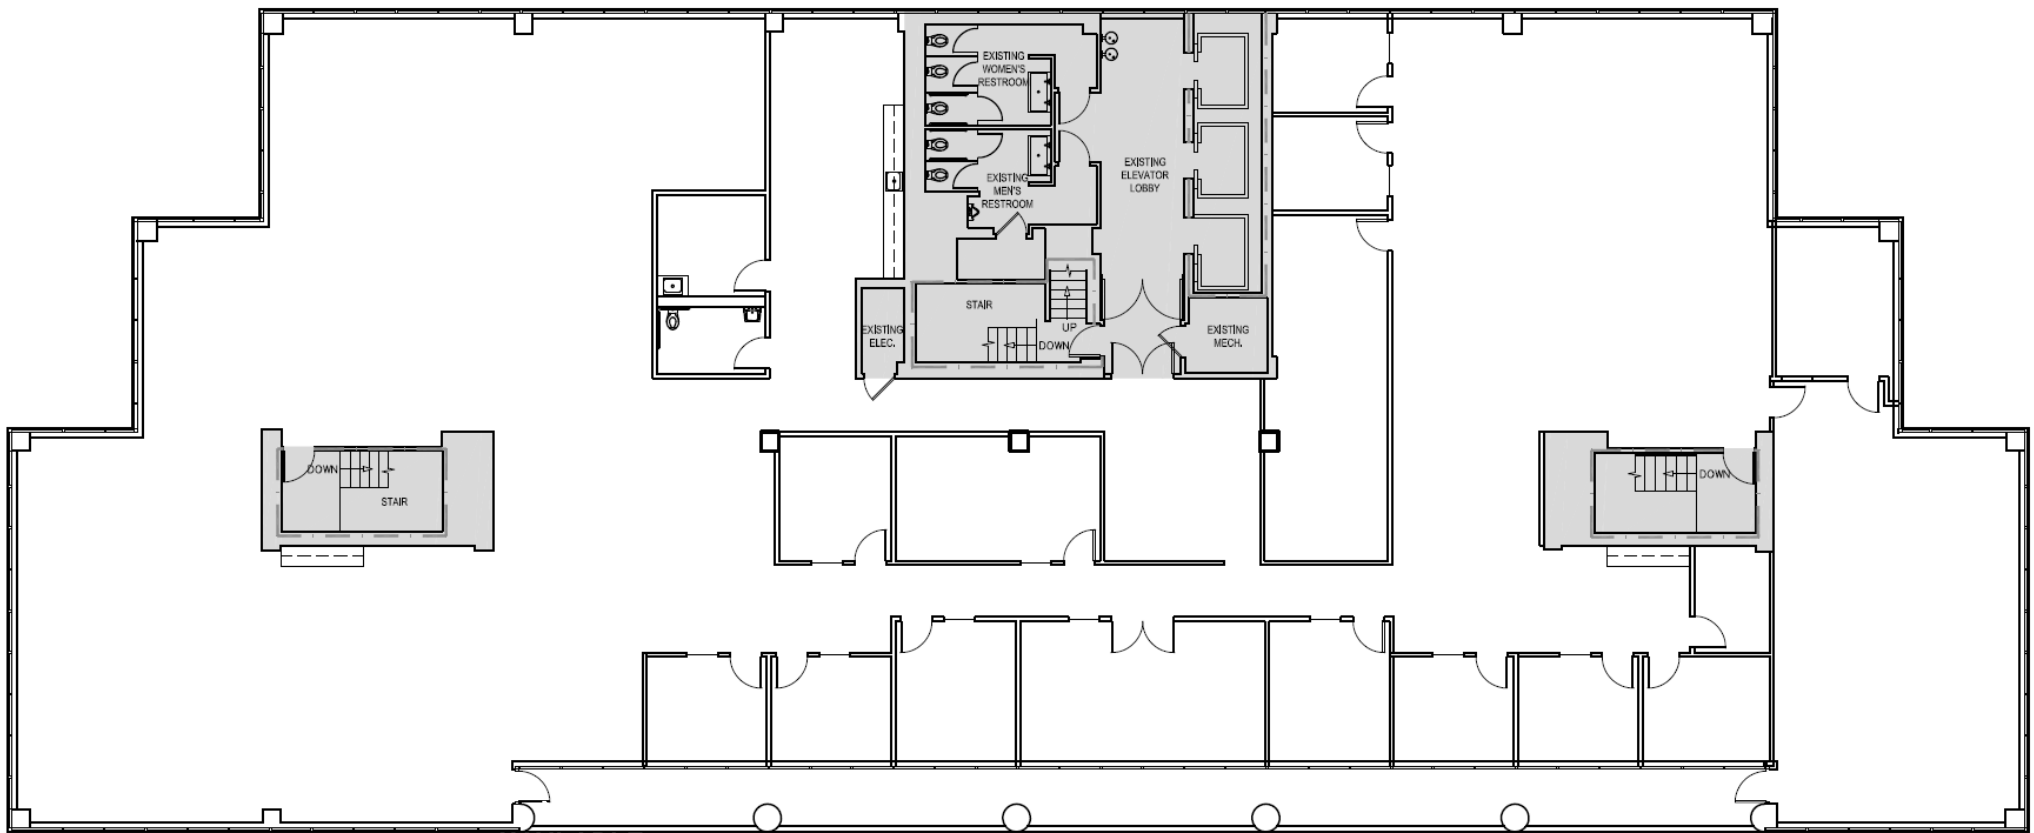 EXISTING
WOMEN'S
RESTROOM
EXISTING
MEN'S
RESTROOM
EXISTING
ELEVATOR
LOBBY
STAIR
UP
DOWN
EXISTING
ELEC.
EXISTING
MECH.
DOWN
STAIR
DOWN